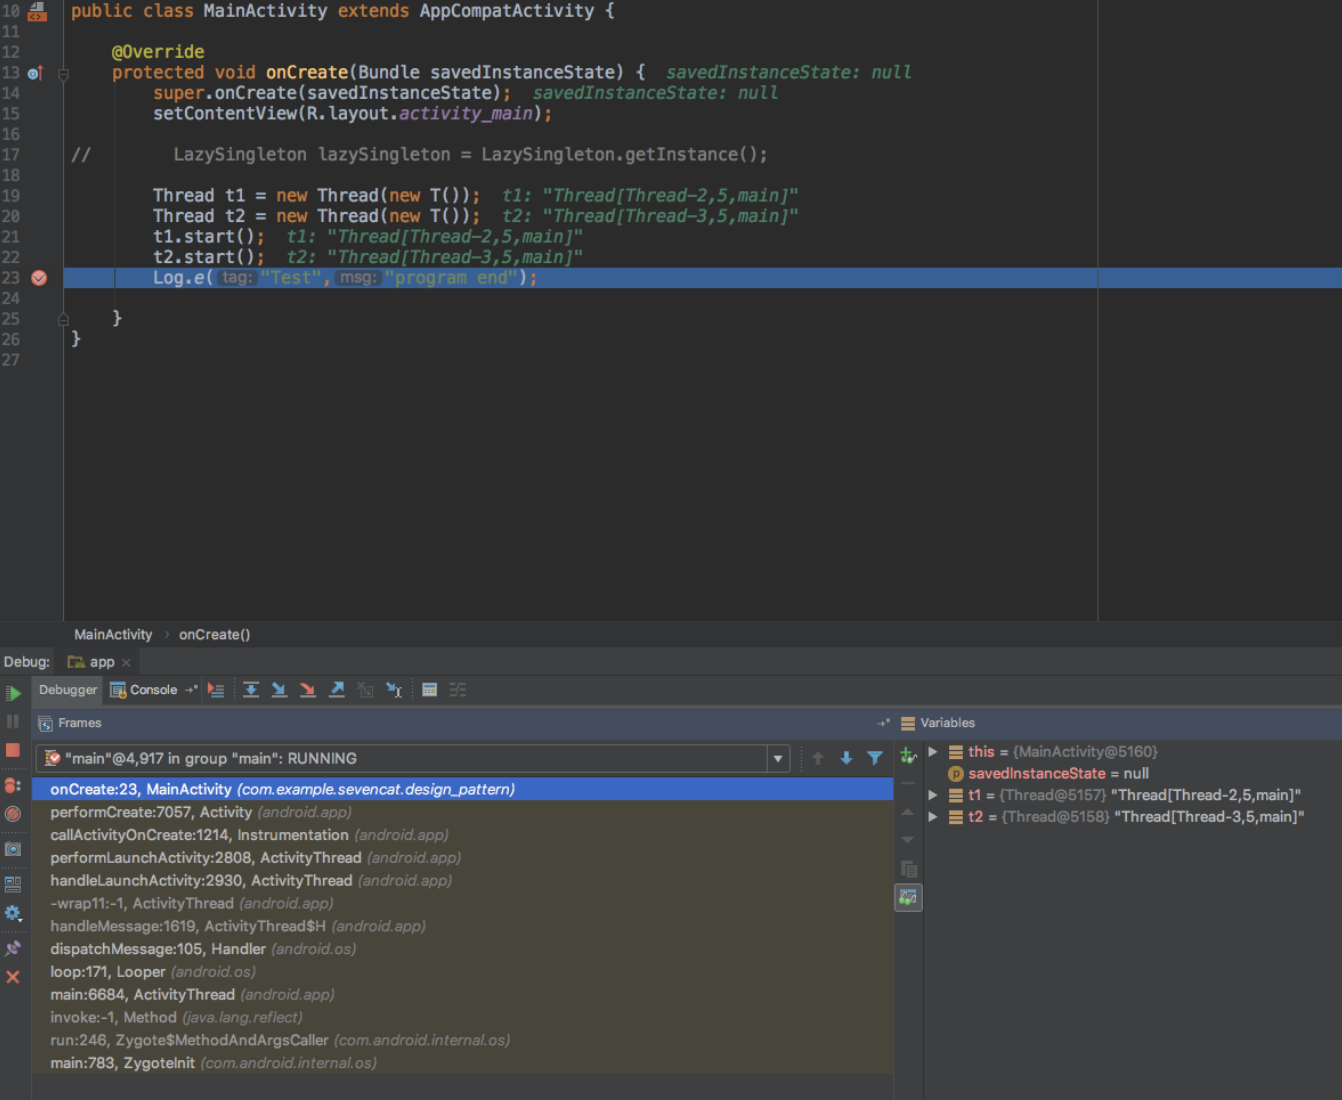 10 public class MainActivity extends AppCompatActivity {
11
12 @Override
13 protected void onCreate(Bundle savedInstanceState) { savedInstanceState: null
14 super.onCreate(savedInstanceState); savedInstanceState: null
15 setContentView(R.layout.activity_main);
16
17 // LazySingleton lazySingleton = LazySingleton.getInstance();
18
19 Thread t1 = new Thread(new T()); t1: "Thread[Thread-2,5,main]"
20 Thread t2 = new Thread(new T()); t2: "Thread[Thread-3,5,main]"
21 t1.start(); t1: "Thread[Thread-2,5,main]"
22 t2.start(); t2: "Thread[Thread-3,5,main]"
23 Log.e( tag: "Test", msg: "program end");
24
25 }
26 }
27
MainActivity › onCreate()
Debug: app ×
Debugger Console
Frames
"main"@4,917 in group "main": RUNNING
onCreate:23, MainActivity (com.example.sevencat.design_pattern)
performCreate:7057, Activity (android.app)
callActivityOnCreate:1214, Instrumentation (android.app)
performLaunchActivity:2808, ActivityThread (android.app)
handleLaunchActivity:2930, ActivityThread (android.app)
-wrap11:-1, ActivityThread (android.app)
handleMessage:1619, ActivityThread$H (android.app)
dispatchMessage:105, Handler (android.os)
loop:171, Looper (android.os)
main:6684, ActivityThread (android.app)
invoke:-1, Method (java.lang.reflect)
run:246, Zygote$MethodAndArgsCaller (com.android.internal.os)
main:783, ZygoteInit (com.android.internal.os)
Variables
this = {MainActivity@5160}
p savedInstanceState = null
t1 = {Thread@5157} "Thread[Thread-2,5,main]"
t2 = {Thread@5158} "Thread[Thread-3,5,main]"